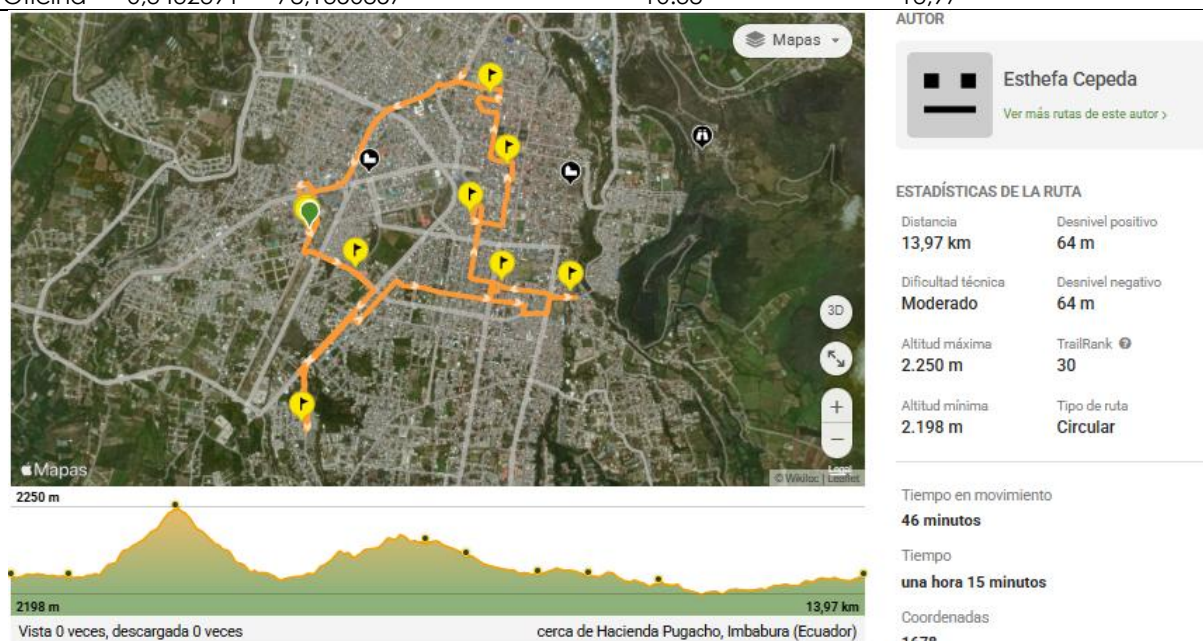 Mapas
AUTOR
Esthefa Cepeda
Ver más rutas de este autor >
ESTADÍSTICAS DE LA RUTA
Distancia
13,97 km
Desnivel positivo
64 m
Dificultad técnica
Moderado
Desnivel negativo
64 m
Altitud máxima
2.250 m
TrailRank
30
Altitud mínima
2.198 m
Tipo de ruta
Circular
3D
Mapas
Legal
© Wikiloc | Leaflet
Tiempo en movimiento
46 minutos
Tiempo
una hora 15 minutos
Coordenadas
1678
2250 m
2198 m
13,97 km
Vista 0 veces, descargada 0 veces
cerca de Hacienda Pugacho, Imbabura (Ecuador)